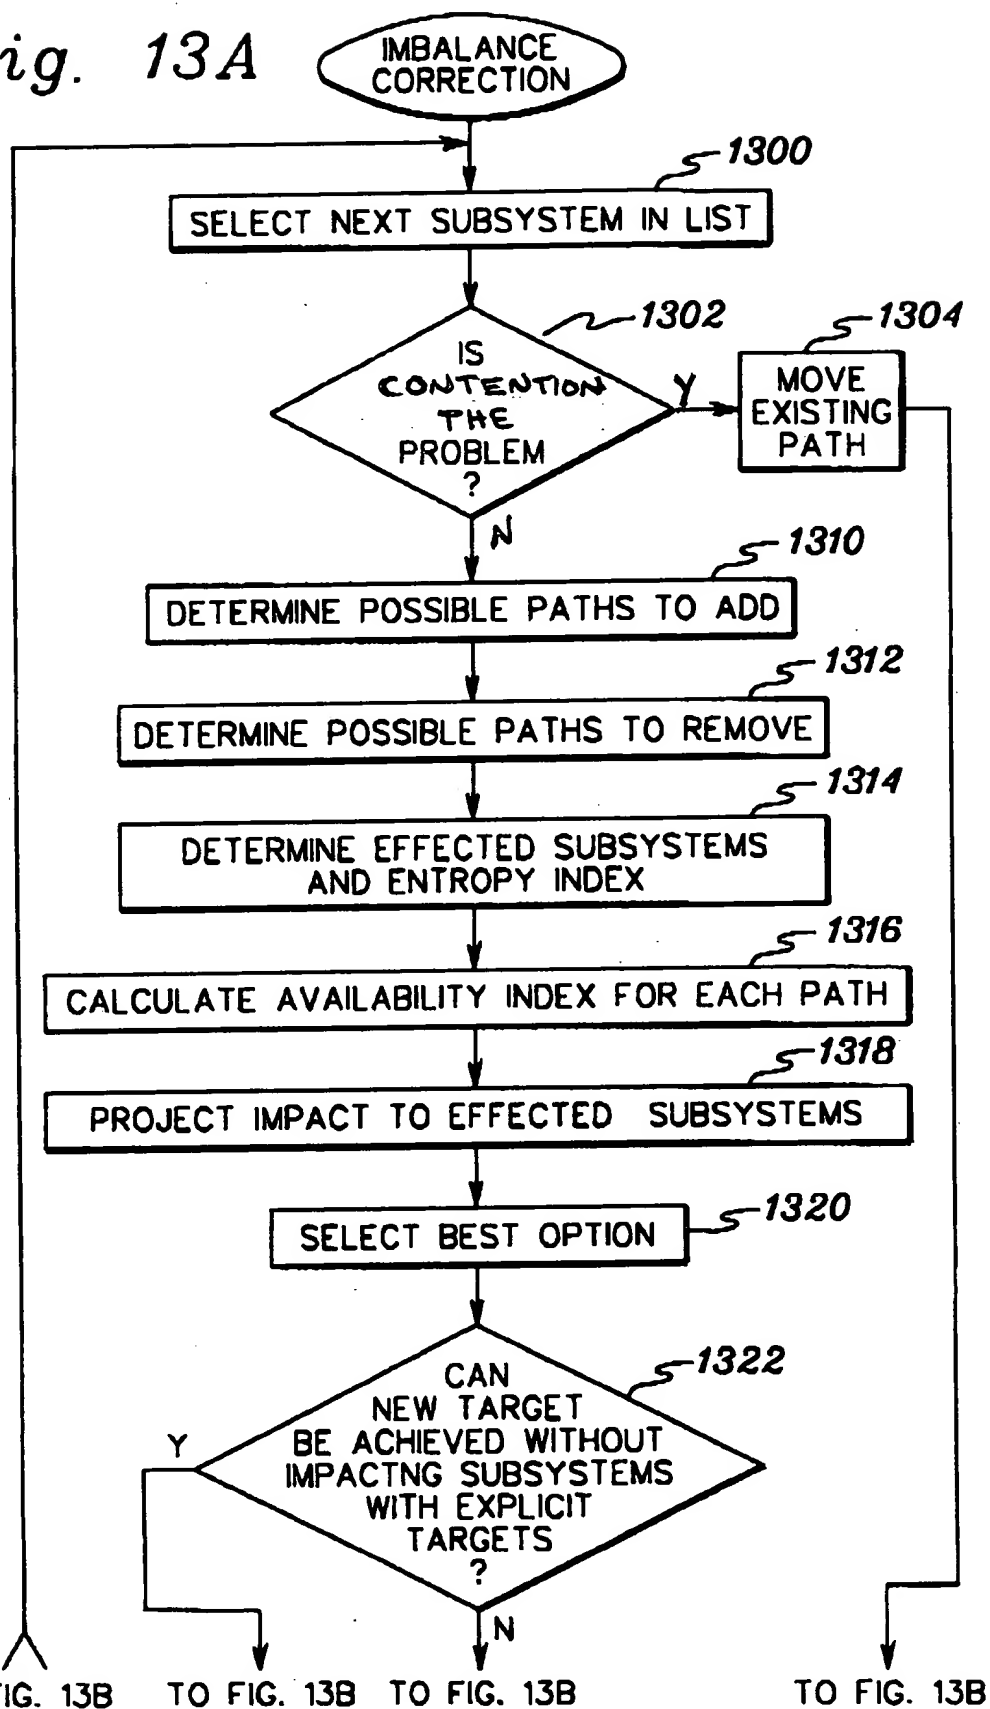 ig. 13A
IMBALANCE
CORRECTION
1300
SELECT NEXT SUBSYSTEM IN LIST
1302
1304
IS
CONTENTION
THE
PROBLEM
?
Y
MOVE
EXISTING
PATH
N
1310
DETERMINE POSSIBLE PATHS TO ADD
1312
DETERMINE POSSIBLE PATHS TO REMOVE
1314
DETERMINE EFFECTED SUBSYSTEMS
AND ENTROPY INDEX
1316
CALCULATE AVAILABILITY INDEX FOR EACH PATH
1318
PROJECT IMPACT TO EFFECTED SUBSYSTEMS
1320
SELECT BEST OPTION
1322
CAN
NEW TARGET
BE ACHIEVED WITHOUT
IMPACTNG SUBSYSTEMS
WITH EXPLICIT
TARGETS
?
Y
N
IG. 13B
TO FIG. 13B
TO FIG. 13B
TO FIG. 13B